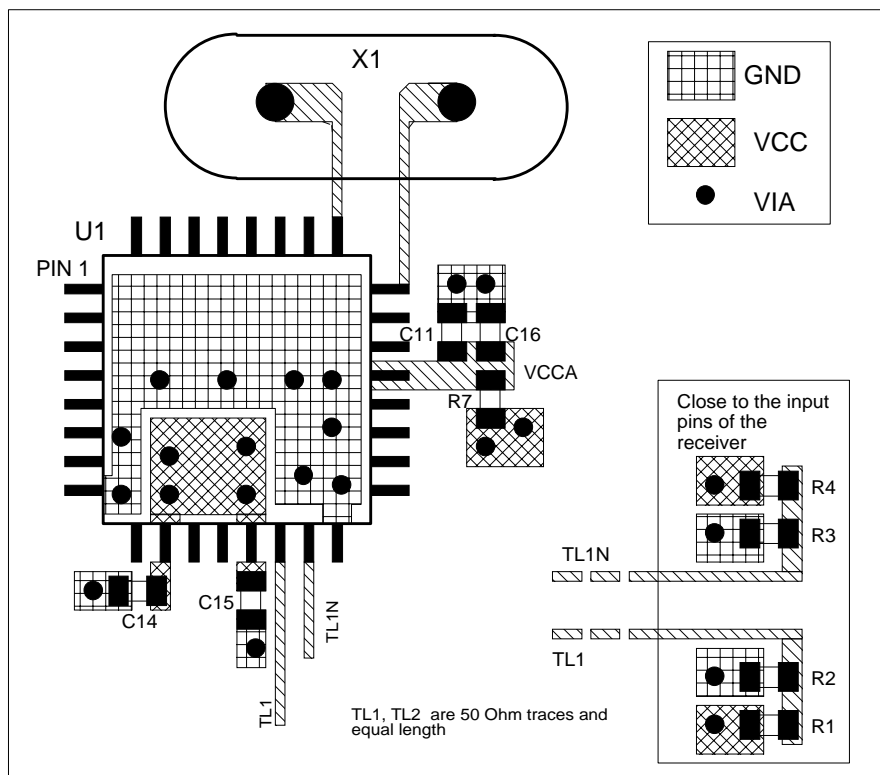 X1
GND
VCC
VIA
U1
PIN 1
C11
C16
VCCA
R7
Close to the input
pins of the
receiver
R4
R3
TL1N
C14
C15
TL1N
TL1
TL1
R2
R1
TL1, TL2 are 50 Ohm traces and
equal length